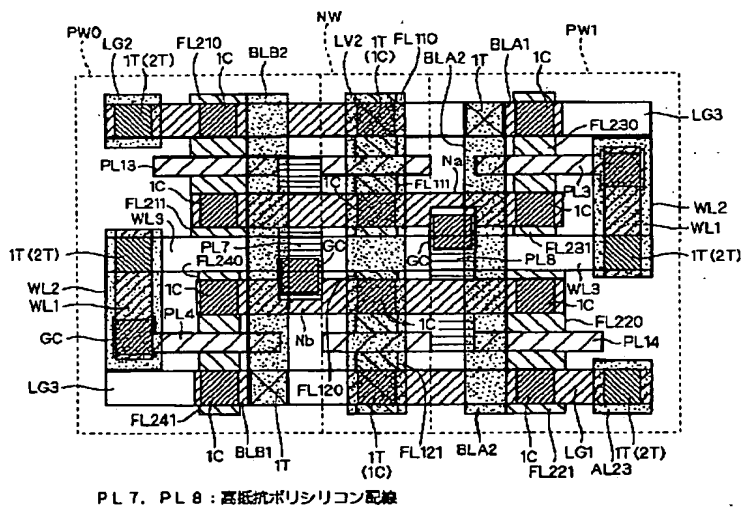 PW0
LG2
1T(2T)
FL210
1C
BLB2
NW
LV2
1T
(1C)
FL110
BLA2
1T
BLA1
1C
PW1
LG3
FL230
PL13
Na
1C
FL111
1C
PL3
1C
FL211
WL3
WL2
WL1
1T(2T)
PL7
GC
GC
FL231
PL8
1T(2T)
FL240
WL3
WL2
1C
WL1
PL4
1C
1C
FL220
GC
Nb
PL14
LG3
FL120
FL241
1C
BLB1
1T
1T
(1C)
FL121
BLA2
1C
FL221
LG1
1T(2T)
AL23
PL7, PL8:高抵抗ポリシリコン配線